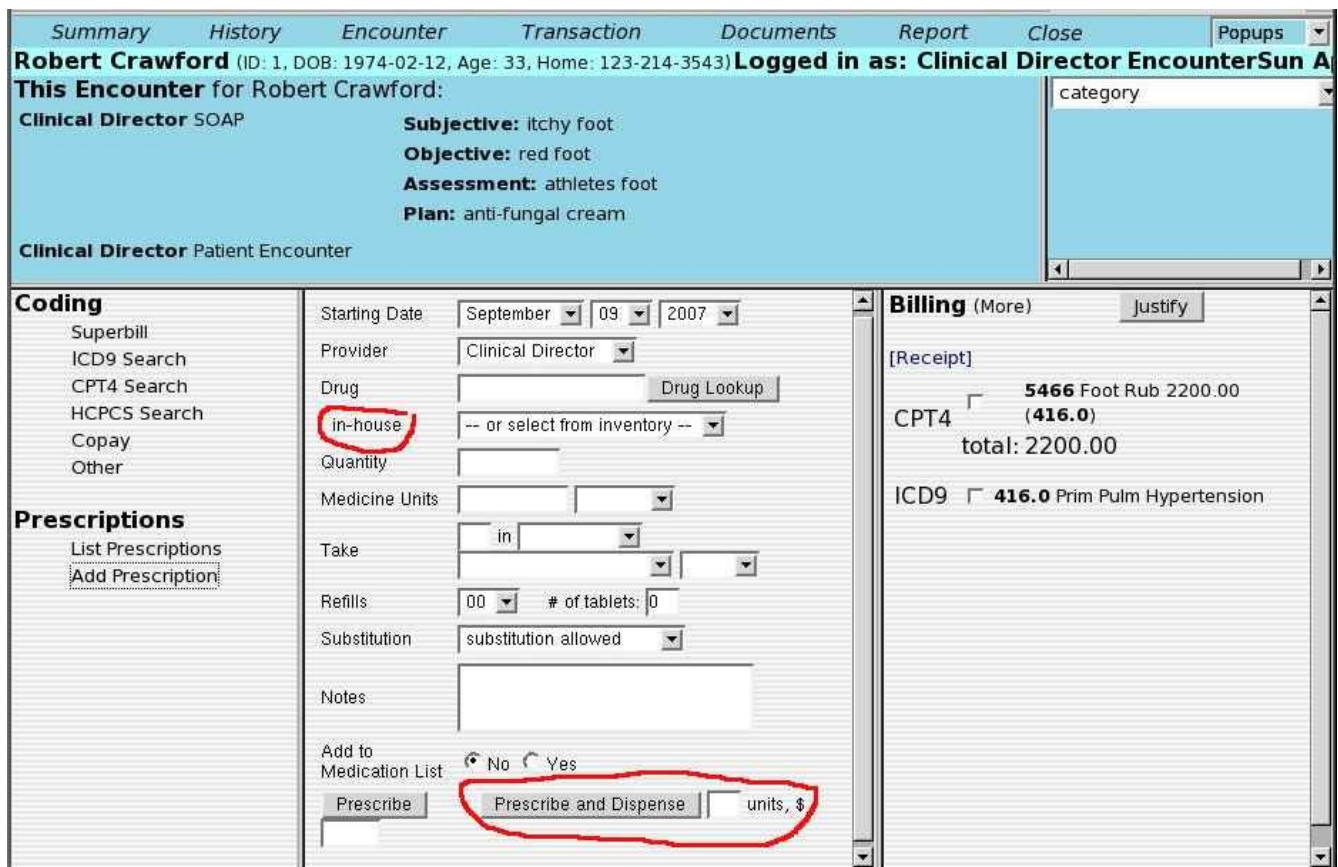 Summary History Encounter Transaction Documents Report Close Popups
Robert Crawford (ID: 1, DOB: 1974-02-12, Age: 33, Home: 123-214-3543) Logged in as: Clinical Director EncounterSun A
This Encounter for Robert Crawford:
category
Clinical Director SOAP
Subjective: itchy foot
Objective: red foot
Assessment: athletes foot
Plan: anti-fungal cream
Clinical Director Patient Encounter
Coding
Superbill
ICD9 Search
CPT4 Search
HCPCS Search
Copay
Other
Prescriptions
List Prescriptions
Add Prescription
Starting Date September 09 2007
Provider Clinical Director
Drug Drug Lookup
in-house -- or select from inventory --
Quantity
Medicine Units
Take in
Refills 00 # of tablets: 0
Substitution substitution allowed
Notes
Add to
Medication List No Yes
Prescribe Prescribe and Dispense units, $
Billing (More) Justify
[Receipt]
CPT4 5466 Foot Rub 2200.00
(416.0)
total: 2200.00
ICD9 416.0 Prim Pulm Hypertension